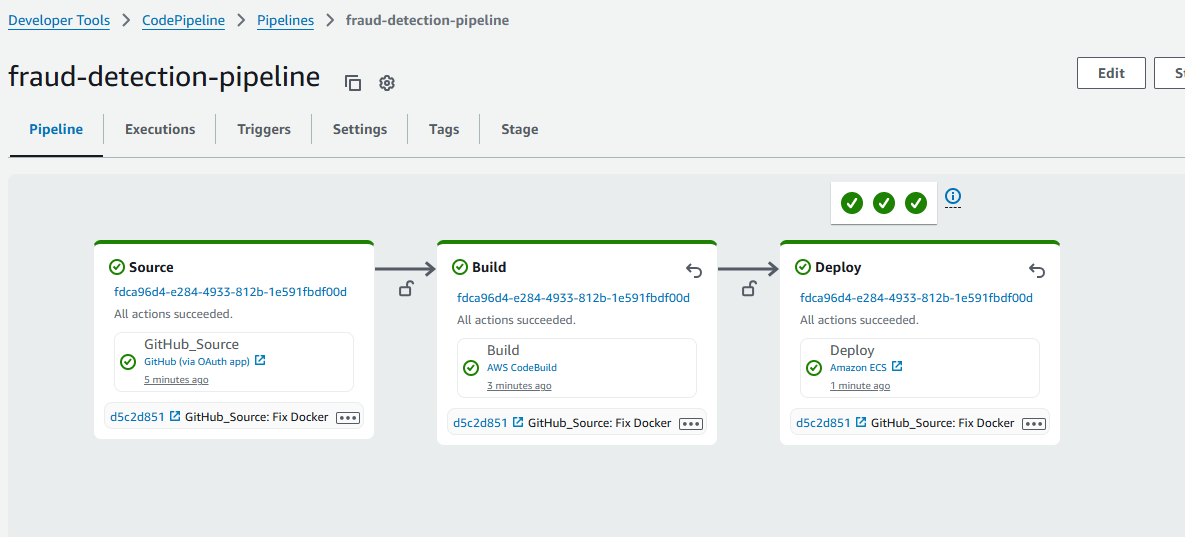 Developer Tools > CodePipeline > Pipelines > fraud-detection-pipeline
fraud-detection-pipeline
Edit
Pipeline
Executions
Triggers
Settings
Tags
Stage
Source
fdca96d4-e284-4933-812b-1e591fbdf00d
All actions succeeded.
GitHub_Source
GitHub (via OAuth app)
5 minutes ago
d5c2d851 GitHub_Source: Fix Docker
Build
fdca96d4-e284-4933-812b-1e591fbdf00d
All actions succeeded.
Build
AWS CodeBuild
3 minutes ago
d5c2d851 GitHub_Source: Fix Docker
Deploy
fdca96d4-e284-4933-812b-1e591fbdf00d
All actions succeeded.
Deploy
Amazon ECS
1 minute ago
d5c2d851 GitHub_Source: Fix Docker